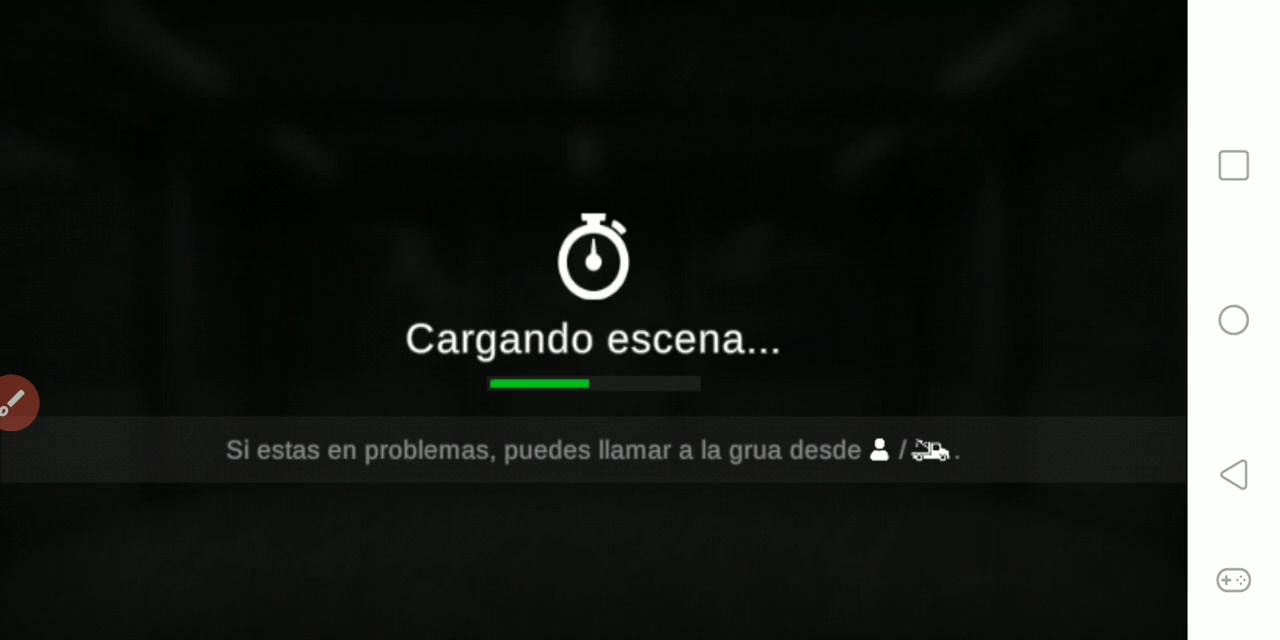 Cargando escena...
Si estas en problemas, puedes llamar a la grua desde / .